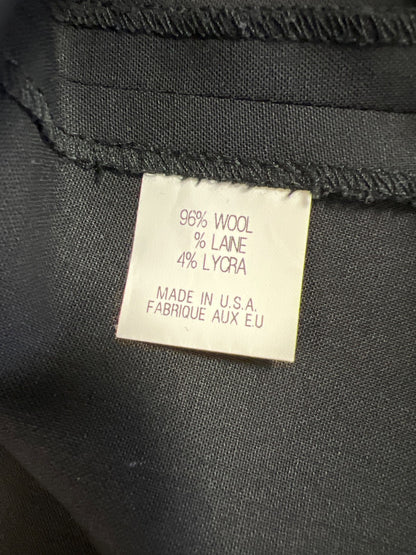 96% WOOL
% LAINE
4% LYCRA
MADE IN U.S.A.
FABRIQUE AUX E.U